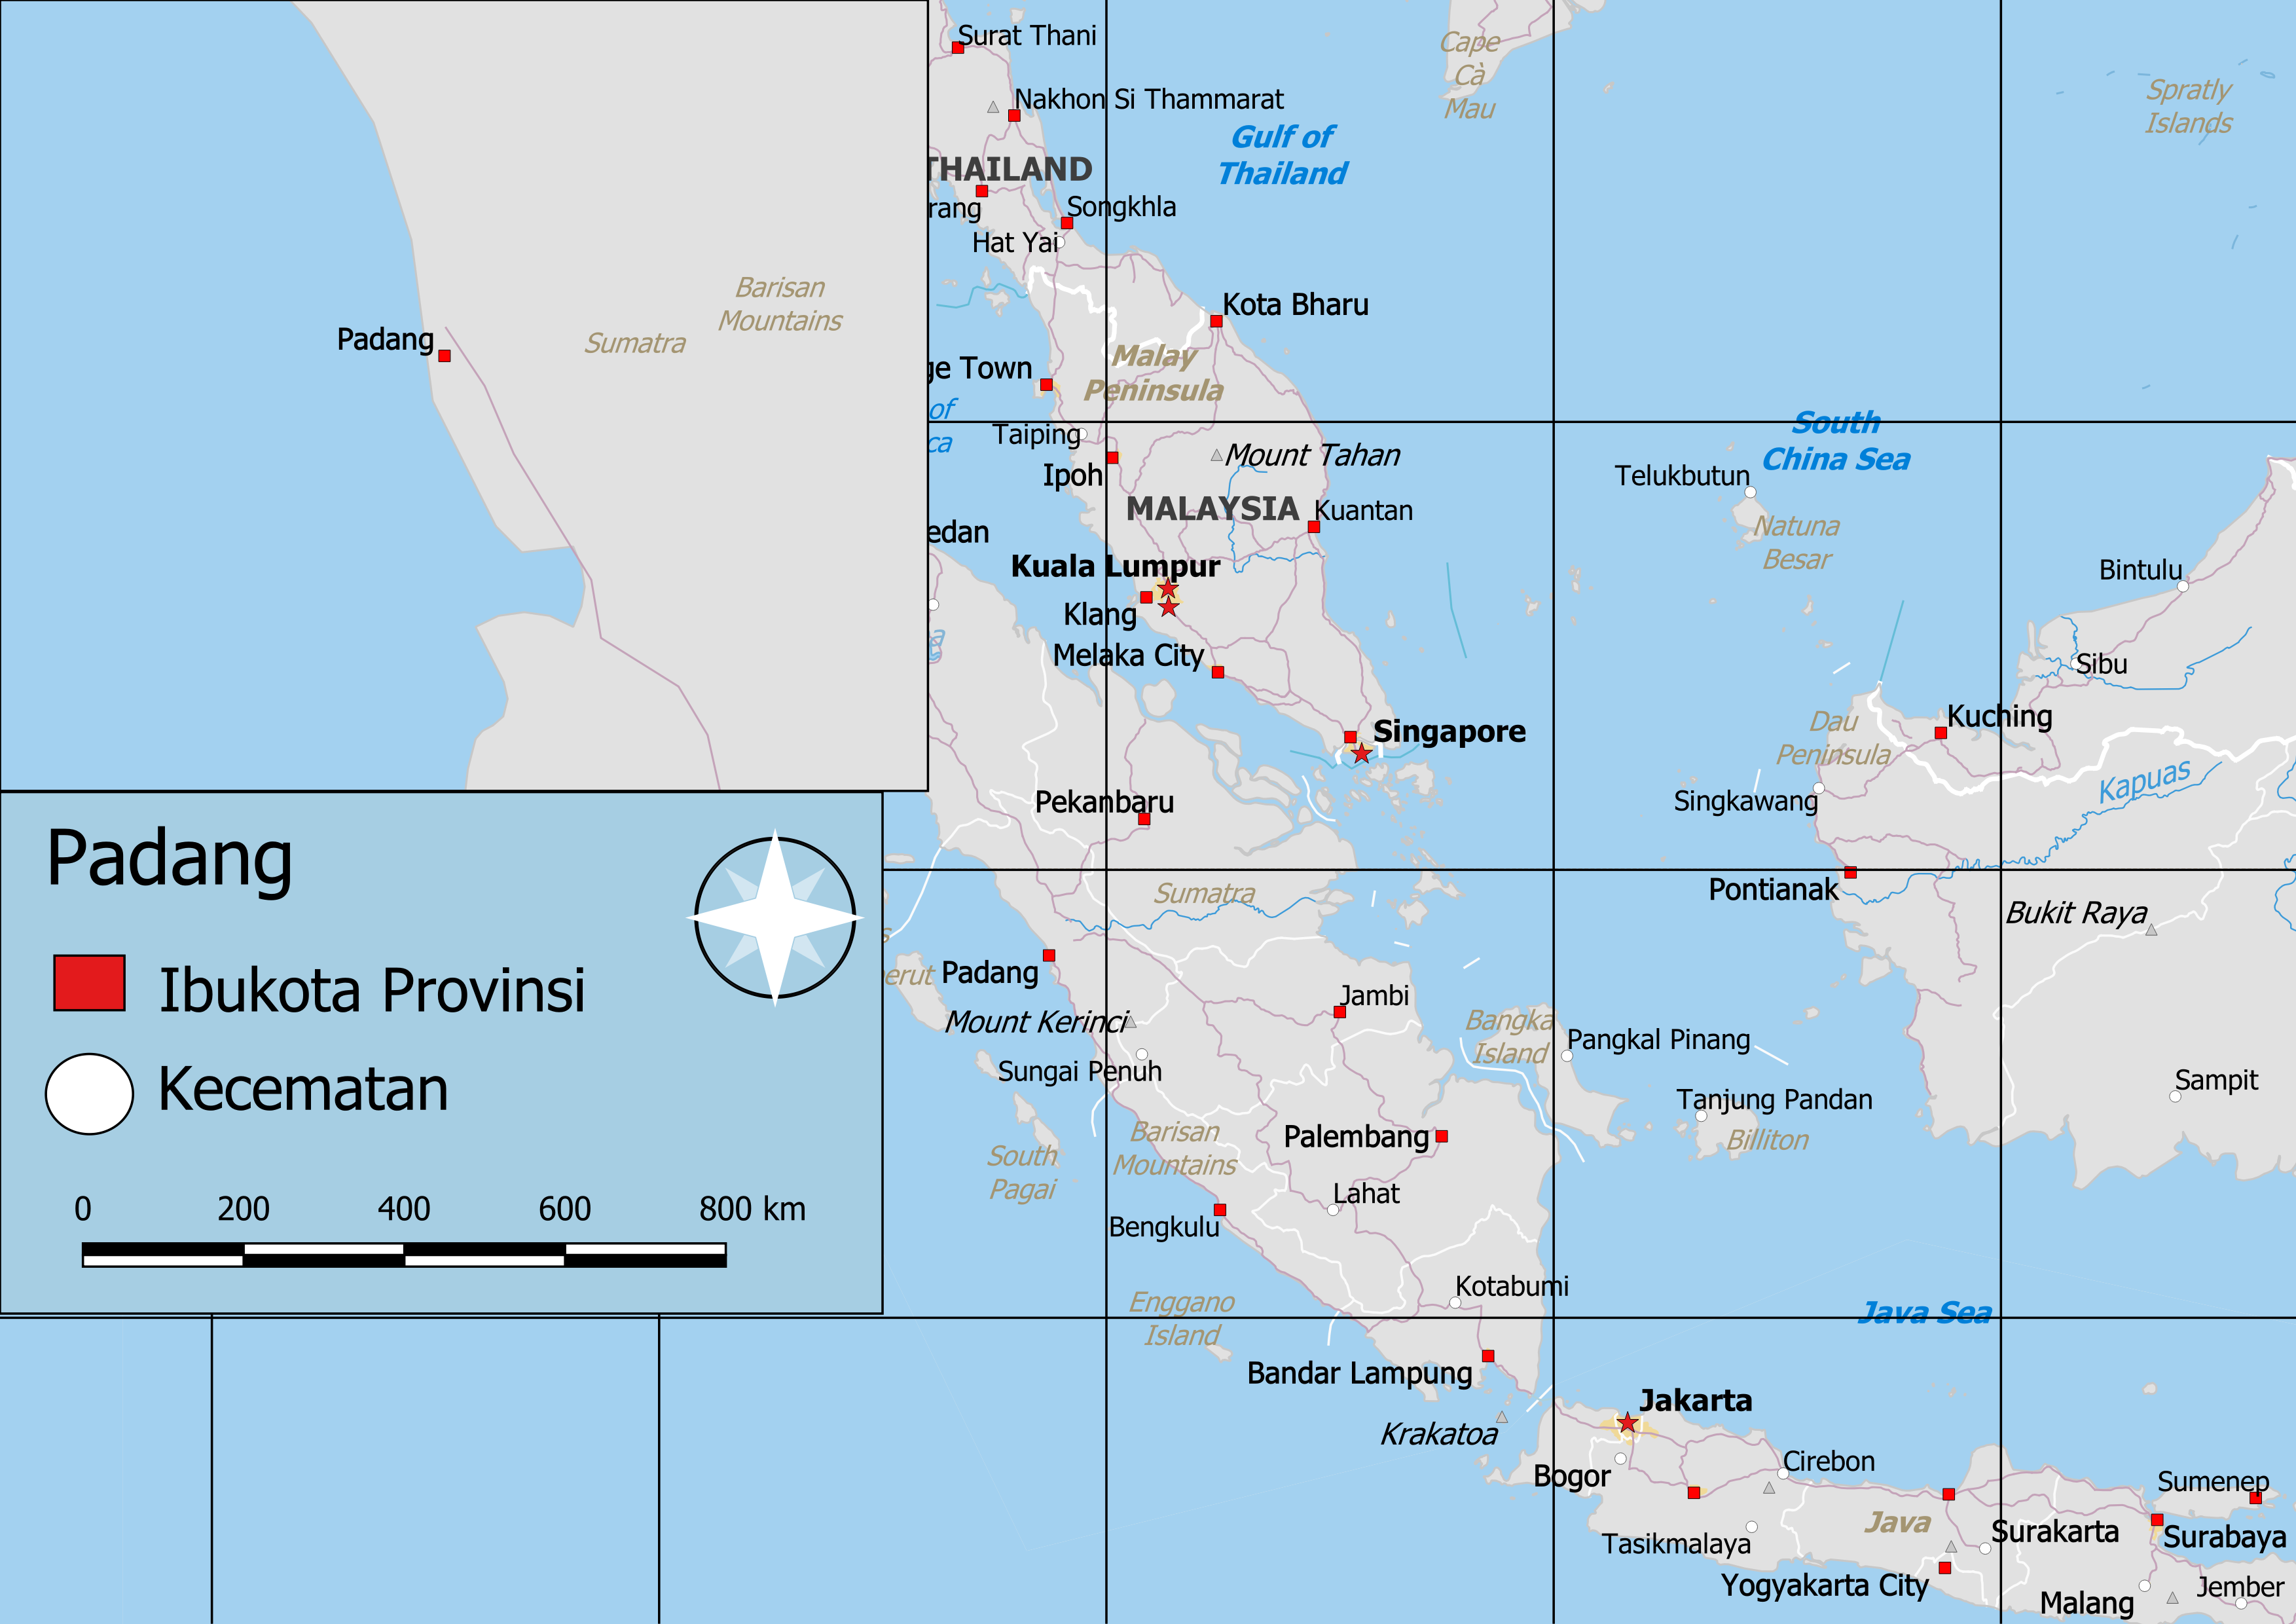 Barisan
Mountains
Padang
Sumatra
Padang
Ibukota Provinsi
Kecematan
0 200 400 600 800 km
Surat Thani
Cape
Cà
Mau
Spratly
Islands
Nakhon Si Thammarat
Gulf of
Thailand
THAILAND
rang
Songkhla
Hat Yai
Kota Bharu
ge Town
Malay
Peninsula
of
ca
Taiping
Ipoh
Mount Tahan
South
China Sea
Telukbutun
MALAYSIA
Kuantan
Natuna
Besar
edan
Kuala Lumpur
Bintulu
Klang
Melaka City
Sibu
Singapore
Dau
Peninsula
Kuching
Kapuas
Singkawang
Pekanbaru
Sumatra
Pontianak
Bukit Raya
s
erut
Padang
Jambi
Mount Kerinci
Bangka
Island
Pangkal Pinang
Sungai Penuh
Sampit
Tanjung Pandan
Billiton
Barisan
Mountains
Palembang
South
Pagai
Lahat
Bengkulu
Kotabumi
Enggano
Island
Java Sea
Bandar Lampung
Jakarta
Krakatoa
Bogor
Cirebon
Sumenep
Java
Surakarta
Surabaya
Tasikmalaya
Yogyakarta City
Malang
Jember